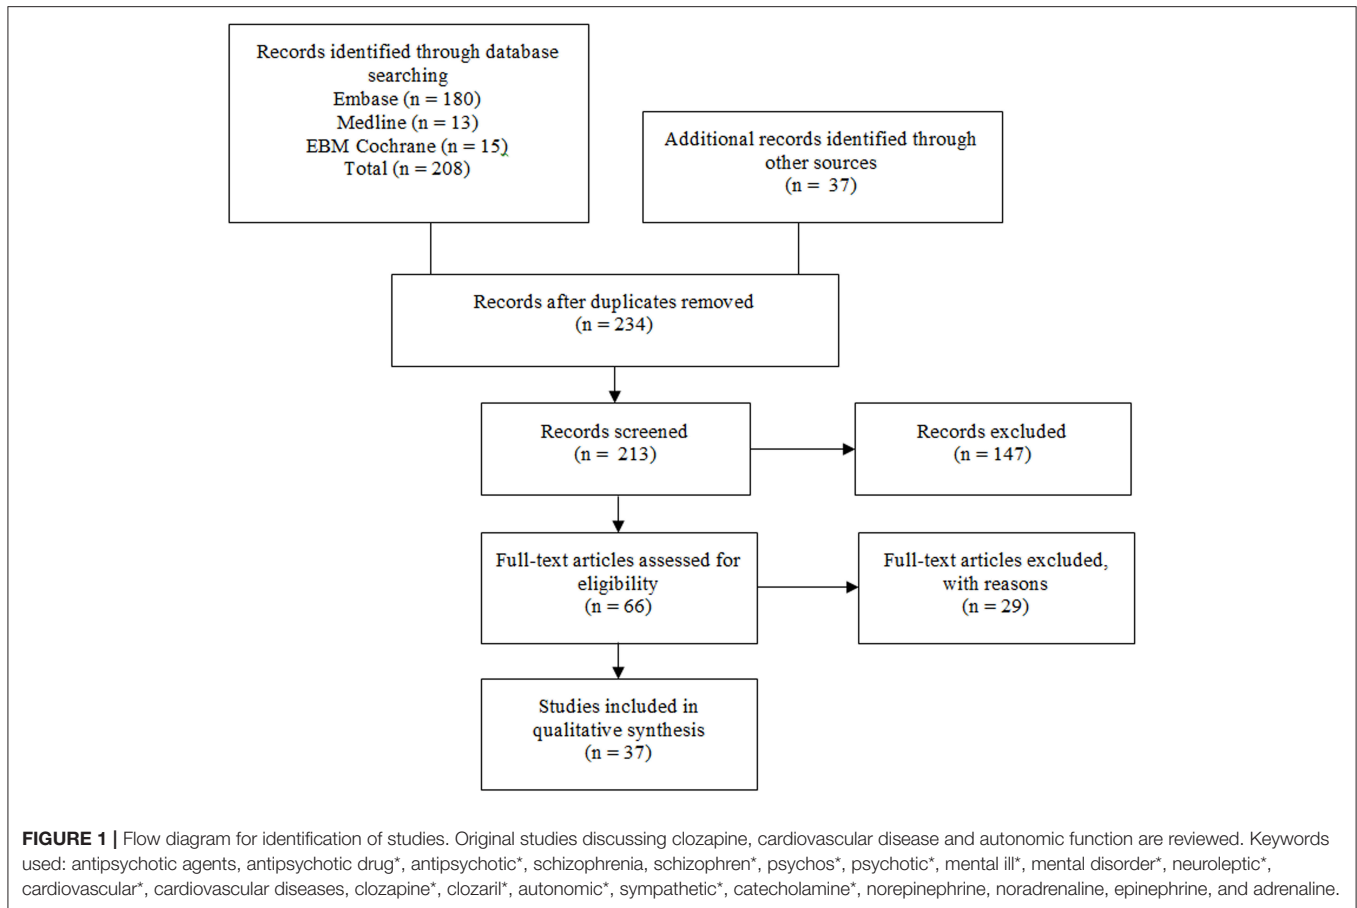 Records identified through database
searching
Embase (n = 180)
Medline (n = 13)
EBM Cochrane (n = 15)
Total (n = 208)
Additional records identified through
other sources
(n = 37)
Records after duplicates removed
(n = 234)
Records screened
(n = 213)
Records excluded
(n = 147)
Full-text articles assessed for
eligibility
(n = 66)
Full-text articles excluded,
with reasons
(n = 29)
Studies included in
qualitative synthesis
(n = 37)
FIGURE 1 | Flow diagram for identification of studies. Original studies discussing clozapine, cardiovascular disease and autonomic function are reviewed. Keywords
used: antipsychotic agents, antipsychotic drug*, antipsychotic*, schizophrenia, schizophren*, psychos*, psychotic*, mental ill*, mental disorder*, neuroleptic*,
cardiovascular*, cardiovascular diseases, clozapine*, clozaril*, autonomic*, sympathetic*, catecholamine*, norepinephrine, noradrenaline, epinephrine, and adrenaline.